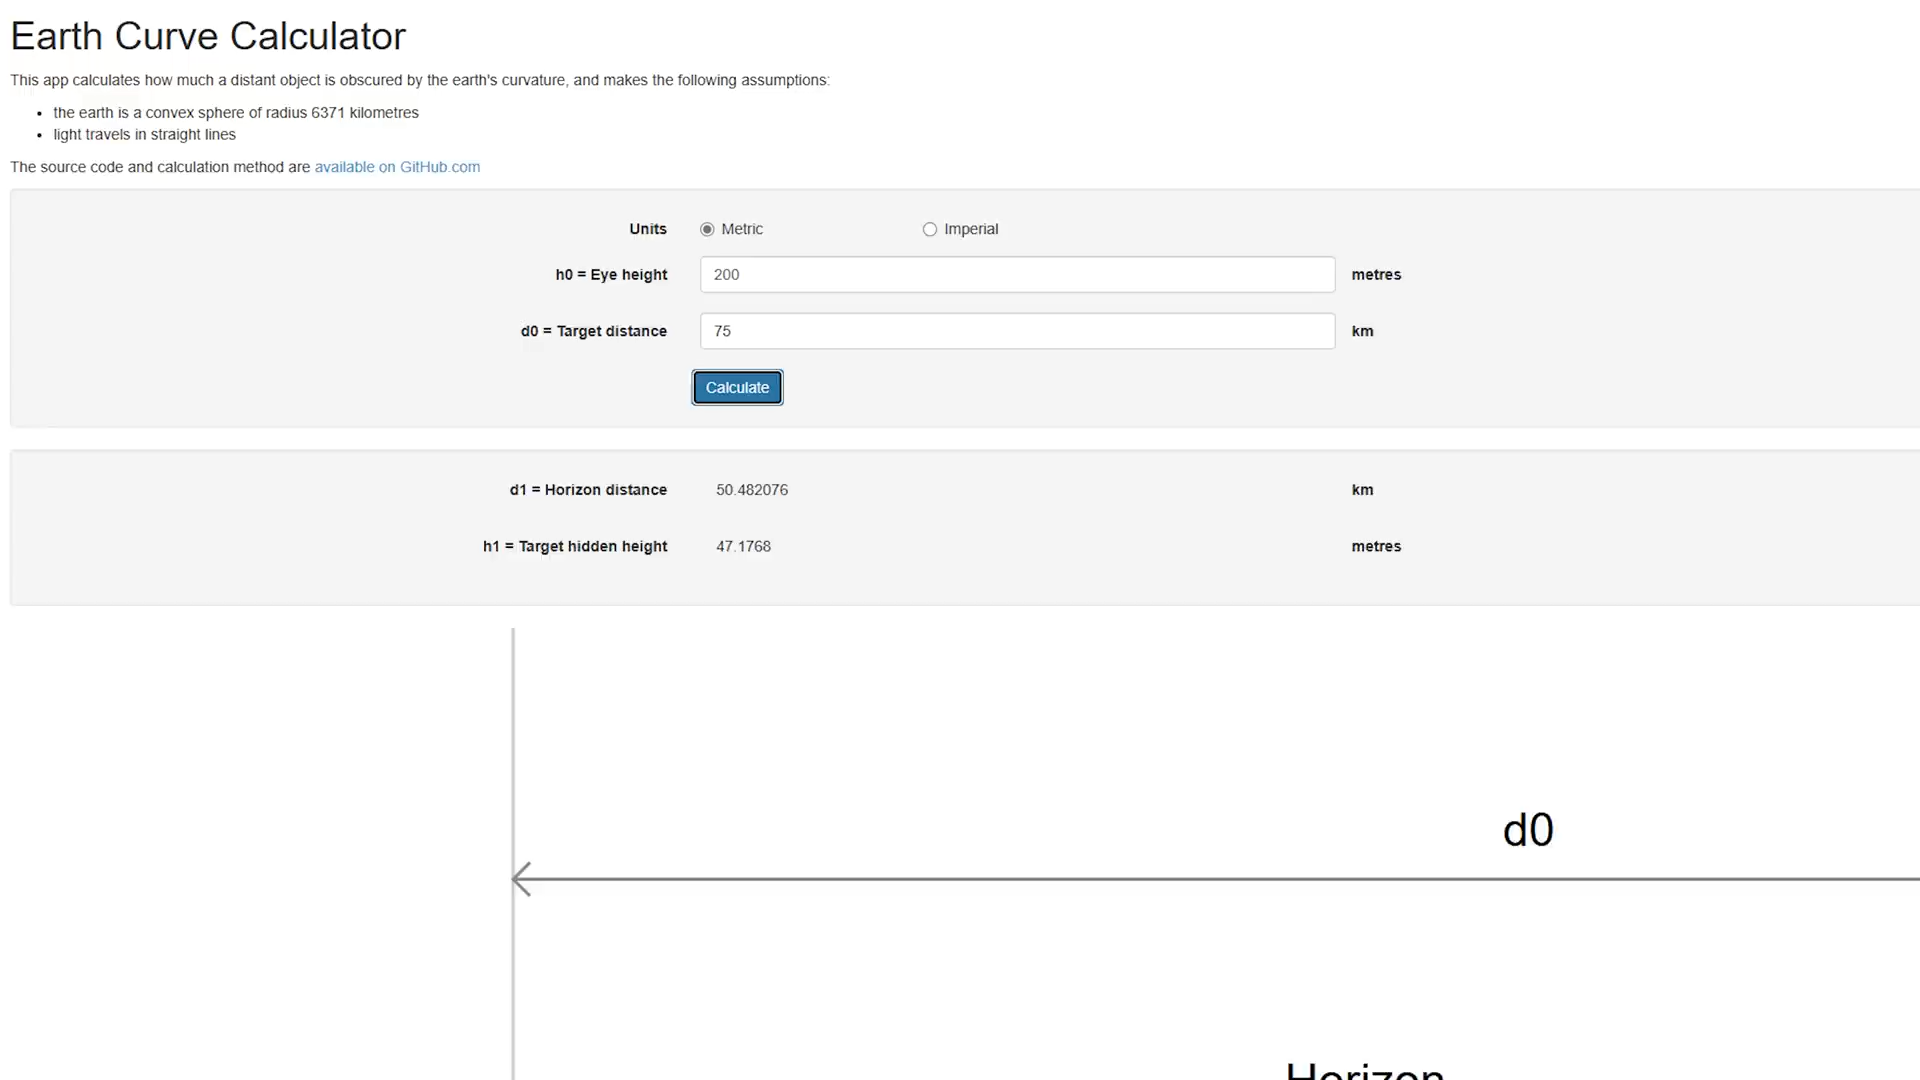 Earth Curve Calculator
This app calculates how much a distant object is obscured by the earth's curvature, and makes the following assumptions:
• the earth is a convex sphere of radius 6371 kilometres
• light travels in straight lines
The source code and calculation method are available on GitHub.com
Units Metric Imperial
h0 = Eye height 200 metres
d0 = Target distance 75 km
Calculate
d1 = Horizon distance 50.482076 km
h1 = Target hidden height 47.1768 metres
d0
Horizon